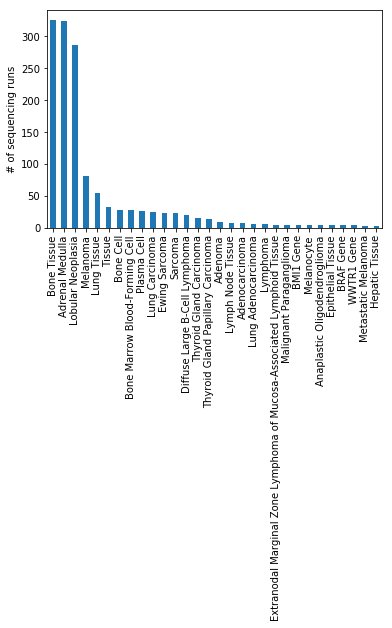 # of sequencing runs
300
250
200
150
100
50
0
Bone Tissue
Adrenal Medulla
Lobular Neoplasia
Melanoma
Lung Tissue
Tissue
Bone Cell
Bone Marrow Blood-Forming Cell
Plasma Cell
Lung Carcinoma
Ewing Sarcoma
Sarcoma
Diffuse Large B-Cell Lymphoma
Thyroid Gland Carcinoma
Thyroid Gland Papillary Carcinoma
Adenoma
Lymph Node Tissue
Adenocarcinoma
Lung Adenocarcinoma
Lymphoma
Extranodal Marginal Zone Lymphoma of Mucosa-Associated Lymphoid Tissue
Malignant Paraganglioma
BMI1 Gene
Melanocyte
Anaplastic Oligodendroglioma
Epithelial Tissue
BRAF Gene
WWTR1 Gene
Metastatic Melanoma
Hepatic Tissue